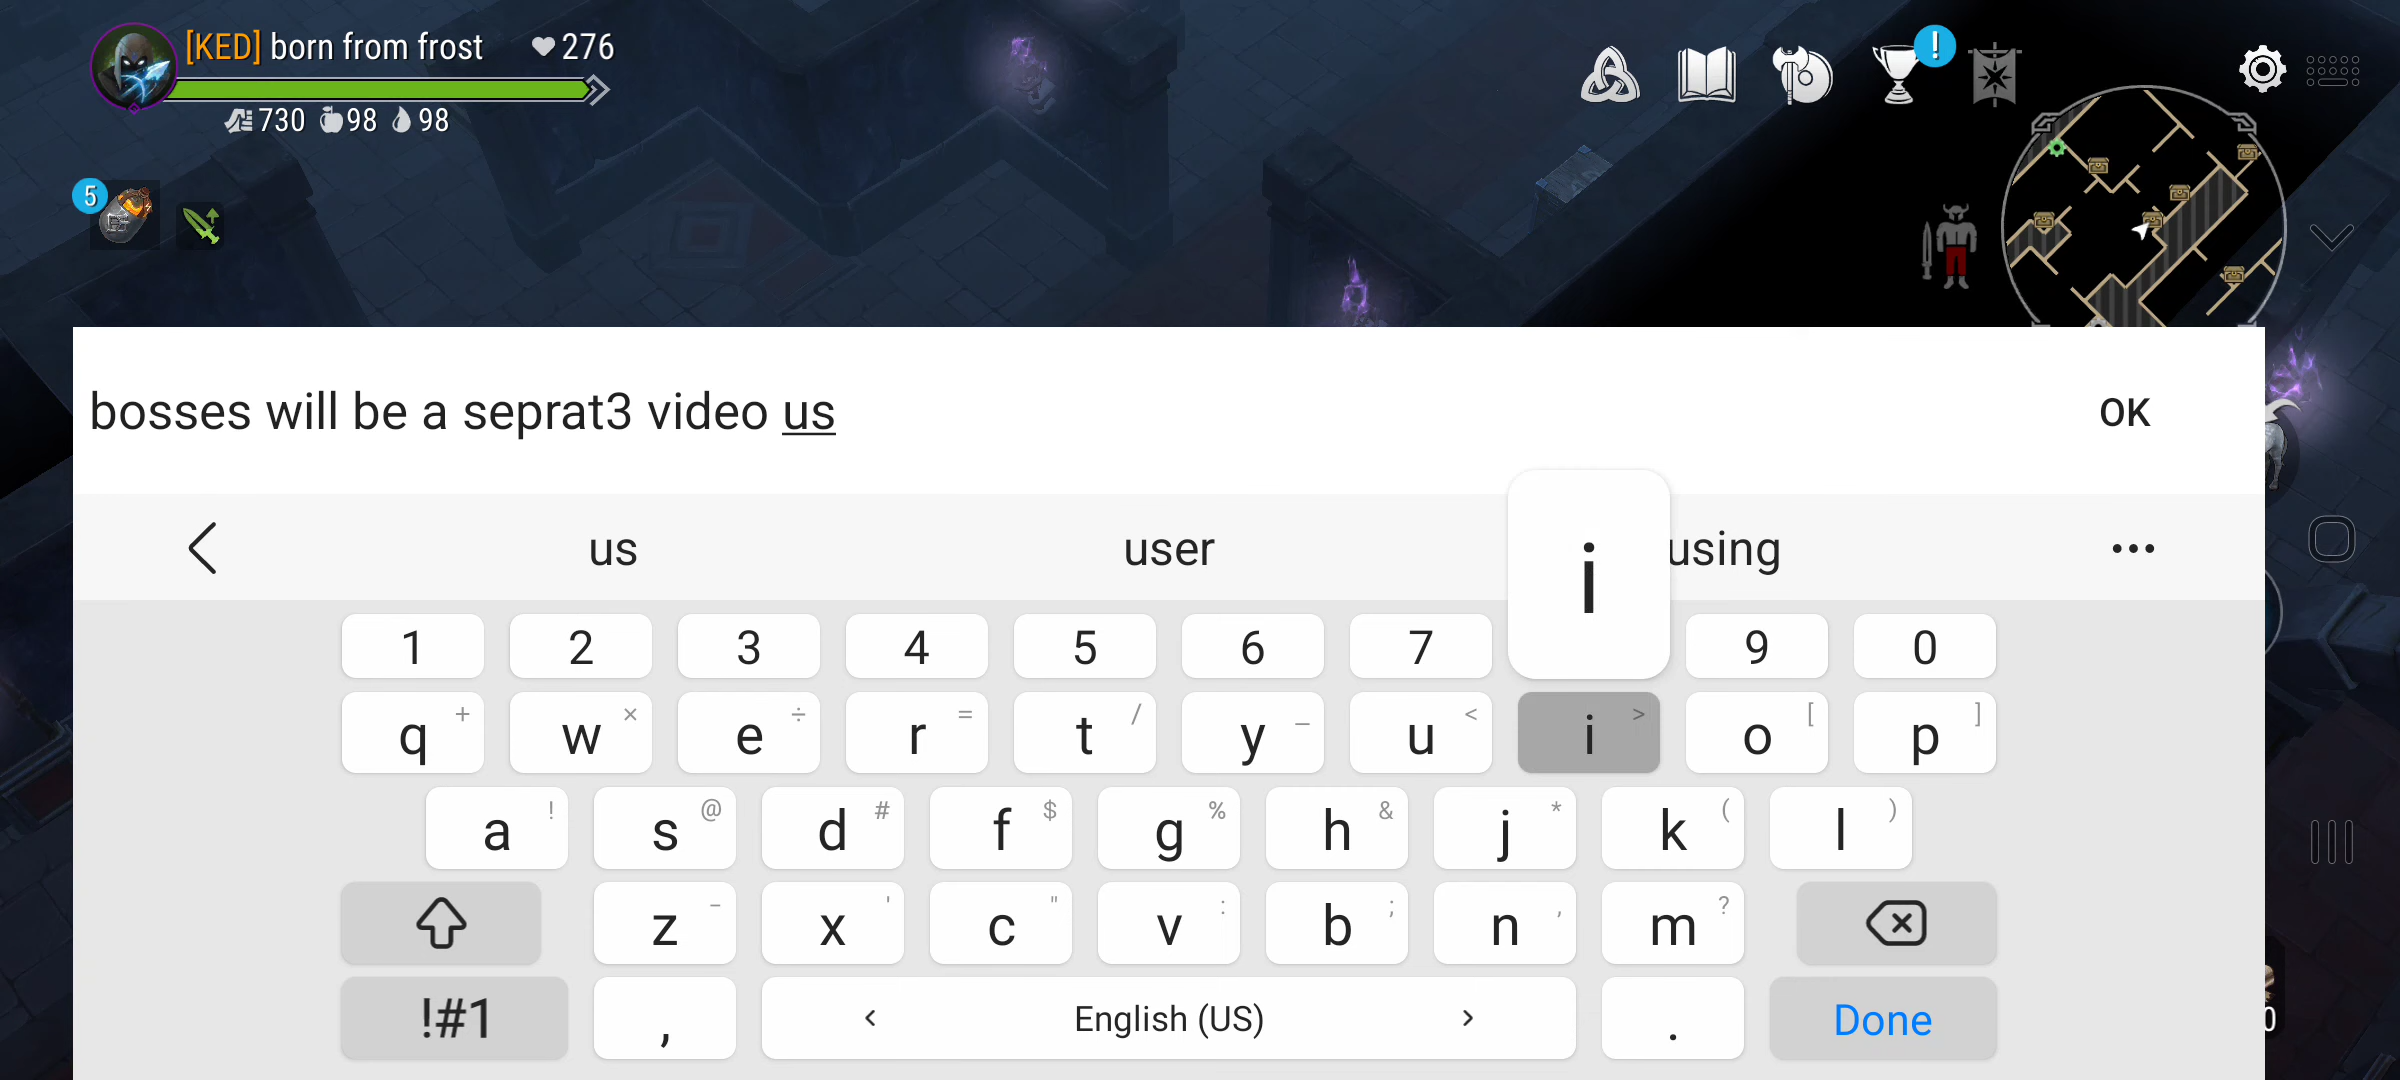 [KED] born from frost 276
730 98 98
!
5
bosses will be a seprat3 video us
OK
us user using
i
1 2 3 4 5 6 7 9 0
q + w × e ÷ r = t / y _ u < i > o [ p ]
a ! s @ d # f $ g % h & j * k ( l )
z - x ' c " v : b ; n , m ?
!#1 , < English (US) > . Done
0